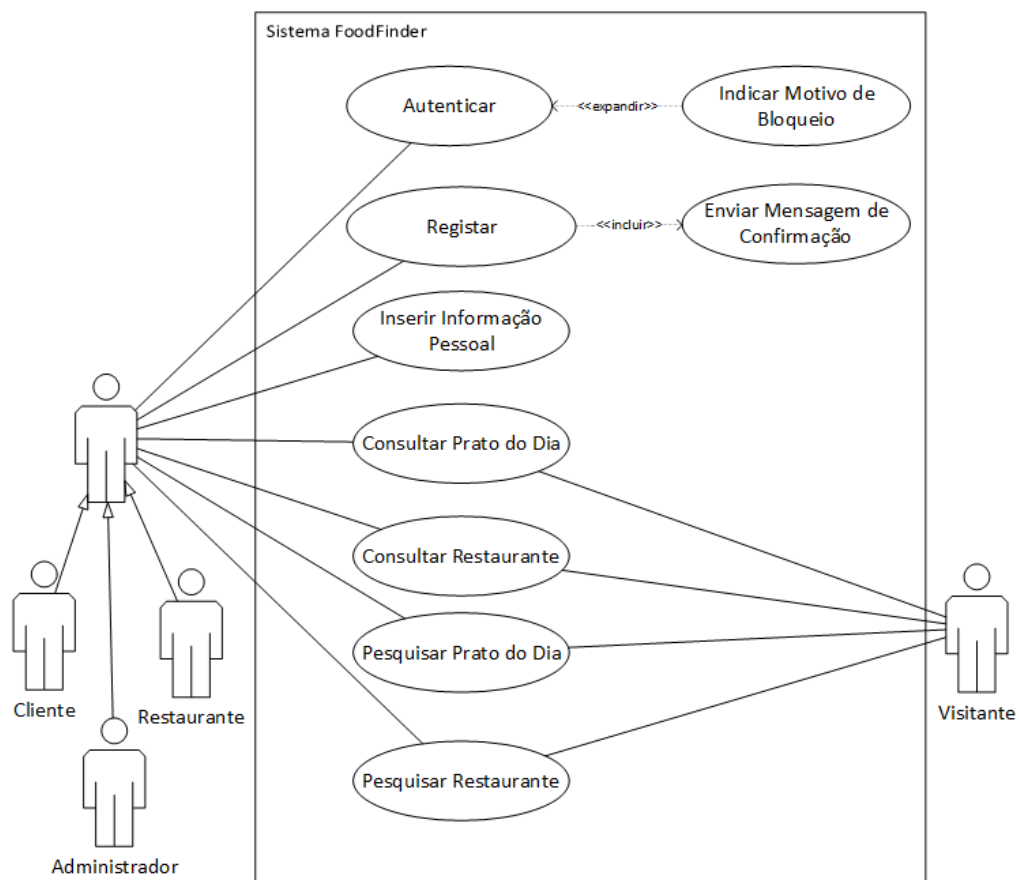 Sistema FoodFinder
Autenticar
<<expandir>>
Indicar Motivo de
Bloqueio
Registar
<<incluir>>
Enviar Mensagem de
Confirmação
Inserir Informação
Pessoal
Consultar Prato do Dia
Consultar Restaurante
Pesquisar Prato do Dia
Pesquisar Restaurante
Cliente
Restaurante
Administrador
Visitante